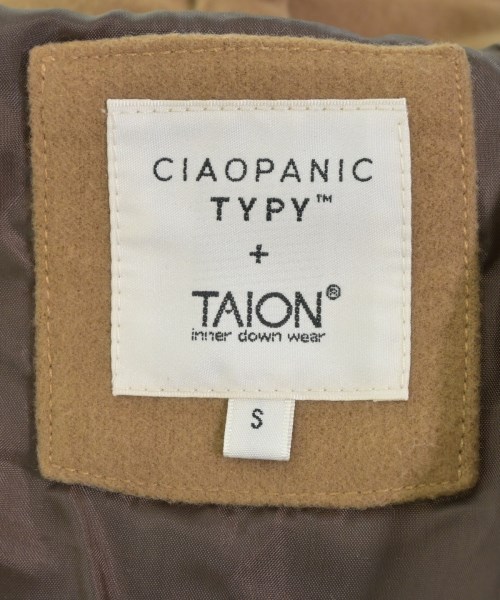 CIAOPANIC
TYPY™
+
TAION®
inner down wear
S